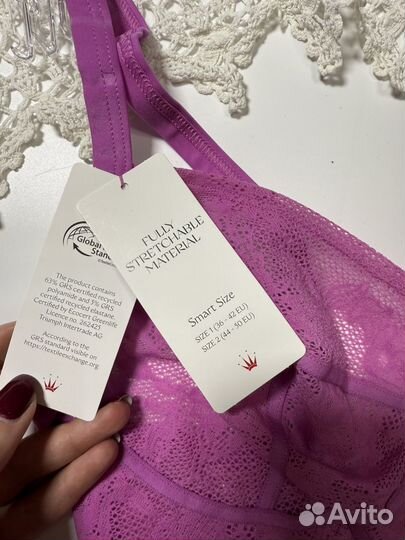 Global
Stand
The product contains
63% GRS certified recycled
polyamide and 5% GRS
certified recycled elastane.
Certified by Ecocert Greenlife
Licence no. 262421
Triumph Intertrade AG.
According to the
GRS standard visible on
https://textileexchange.org
FULLY
STRETCHABLE
MATERIAL
Smart Size
SIZE 1 (36 - 42 EU)
SIZE 2 (44 - 50 EU)
Avito